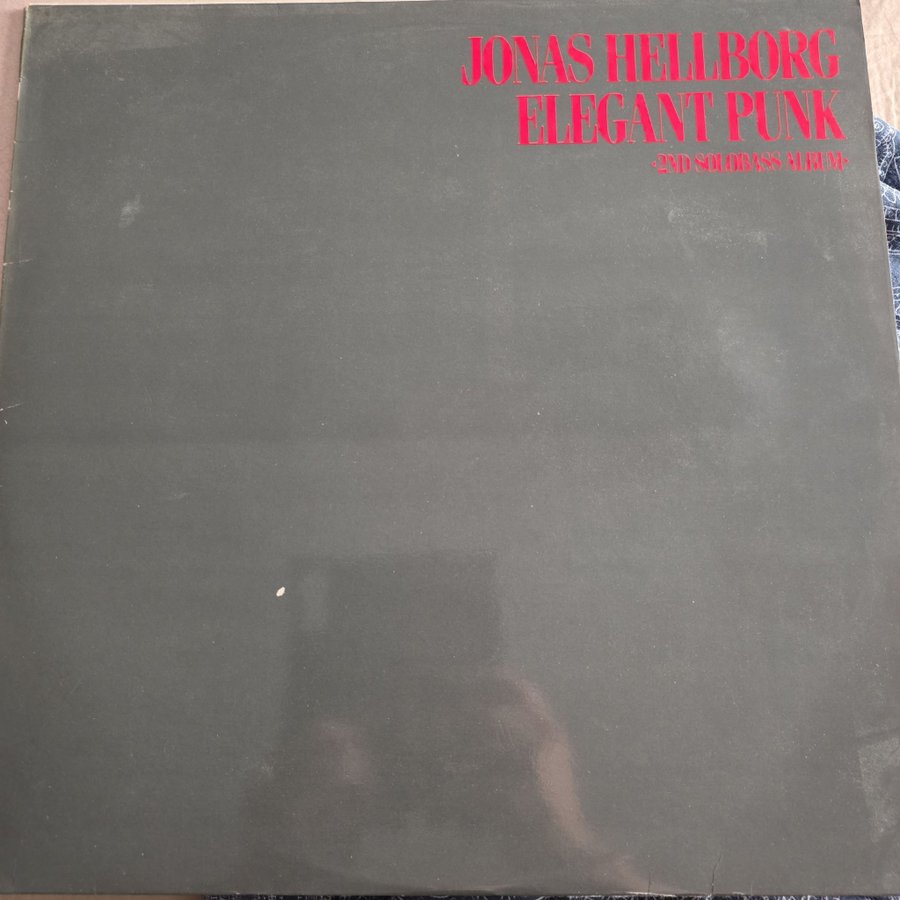 JONAS HELLBORG
ELEGANT PUNK
‹2ND SOLOBASS ALBUM›